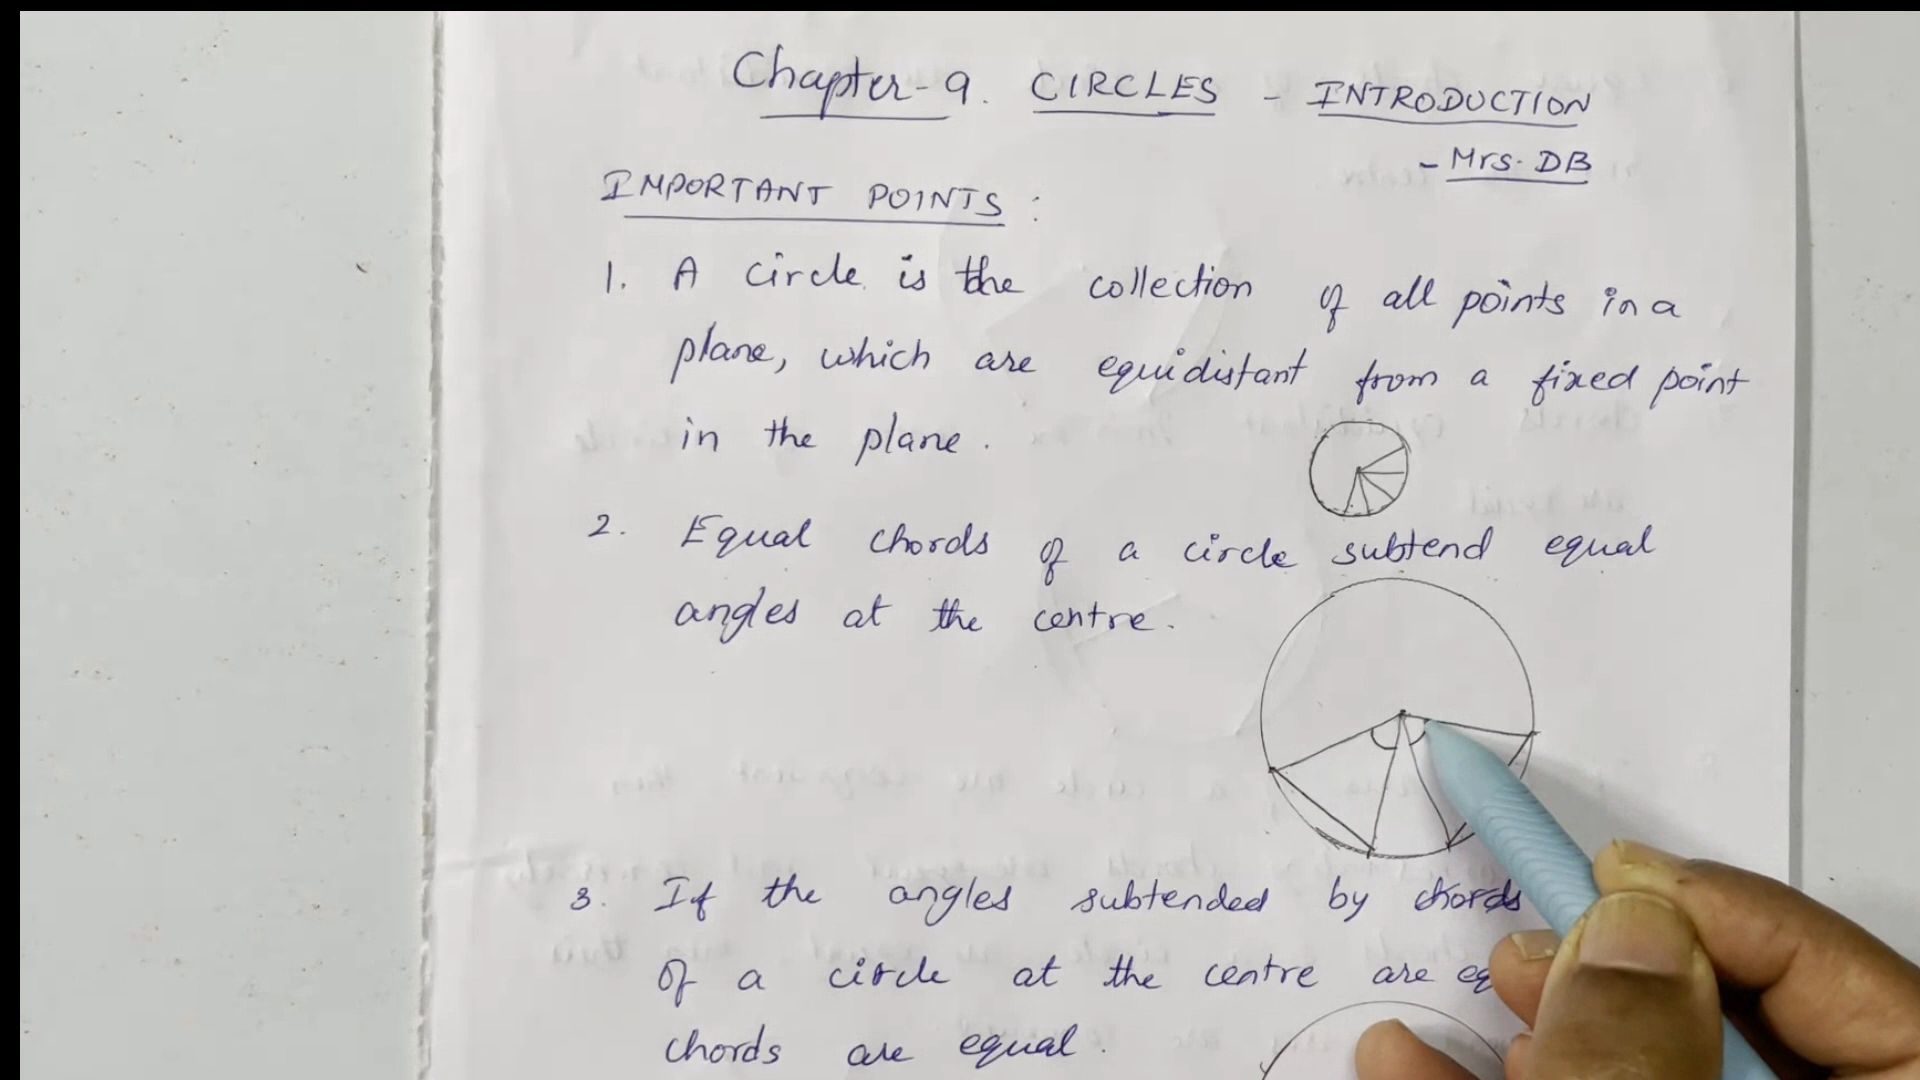 Chapter-9. CIRCLES - INTRODUCTION
- Mrs. DB
IMPORTANT POINTS :
1. A circle is the collection of all points in a
plane, which are equidistant from a fixed point
in the plane.
2. Equal chords of a circle subtend equal
angles at the centre.
3. If the angles subtended by chords
of a circle at the centre are
chords are equal.